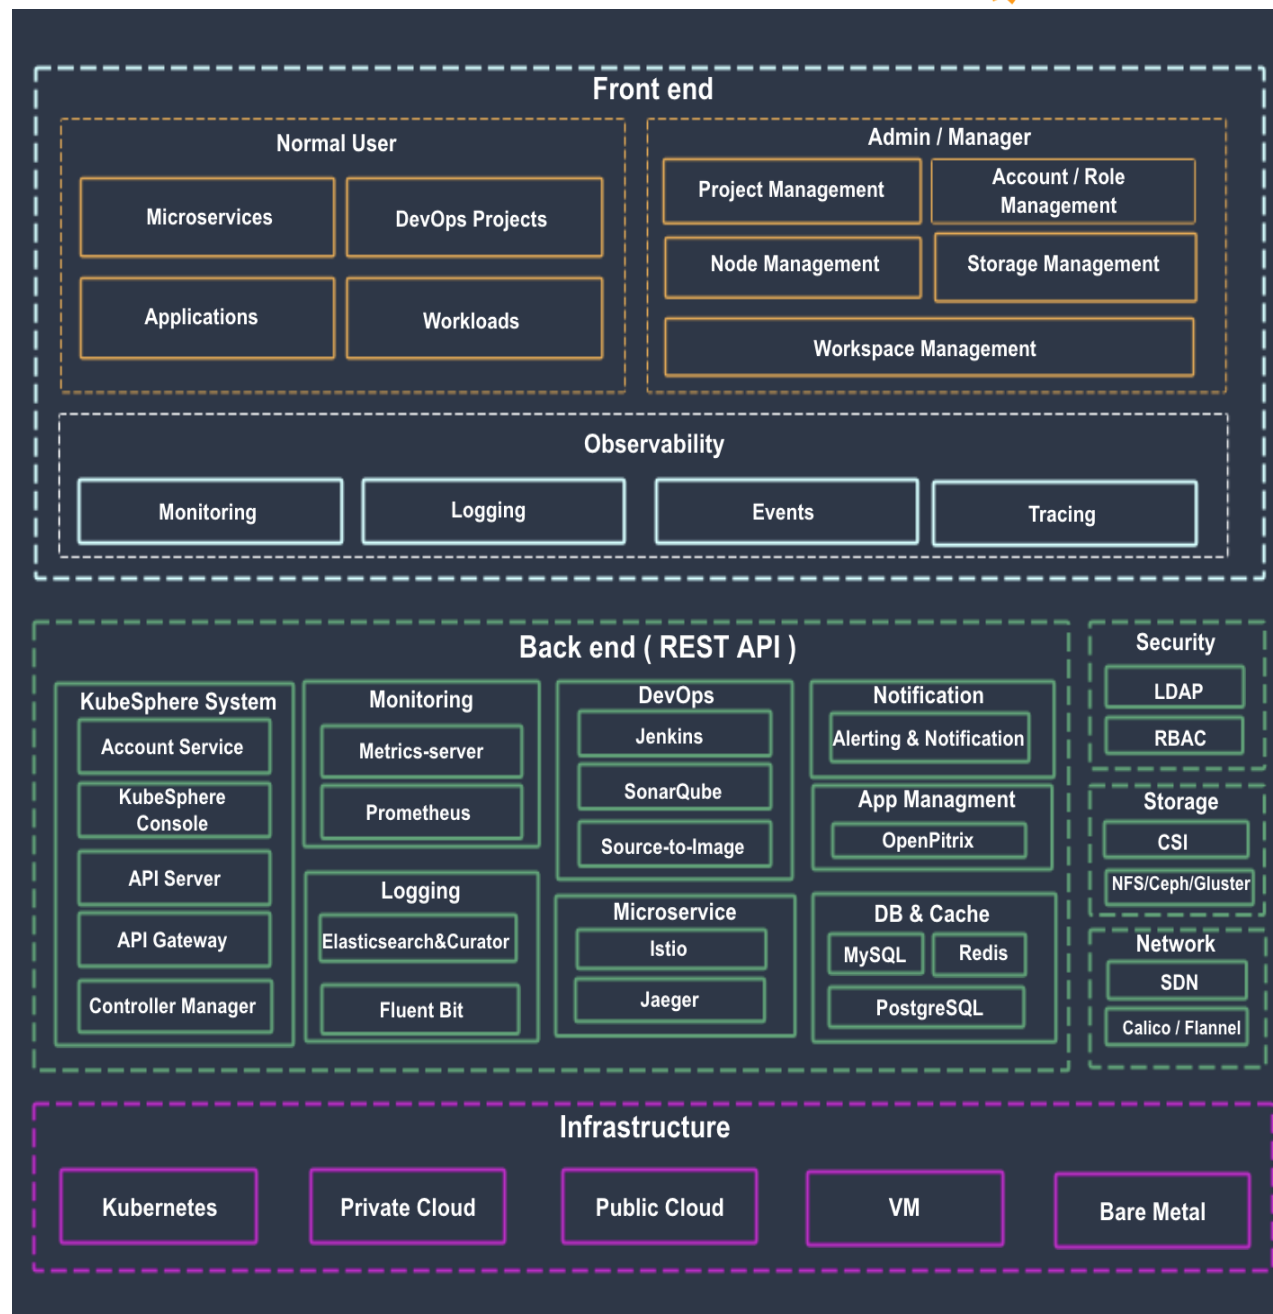 Front end
Normal User
Microservices
DevOps Projects
Applications
Workloads
Admin / Manager
Project Management
Account / Role
Management
Node Management
Storage Management
Workspace Management
Observability
Monitoring
Logging
Events
Tracing
Back end ( REST API )
KubeSphere System
Account Service
KubeSphere
Console
API Server
API Gateway
Controller Manager
Monitoring
Metrics-server
Prometheus
Logging
Elasticsearch&Curator
Fluent Bit
DevOps
Jenkins
SonarQube
Source-to-Image
Microservice
Istio
Jaeger
Notification
Alerting & Notification
App Managment
OpenPitrix
DB & Cache
MySQL
Redis
PostgreSQL
Security
LDAP
RBAC
Storage
CSI
NFS/Ceph/Gluster
Network
SDN
Calico / Flannel
Infrastructure
Kubernetes
Private Cloud
Public Cloud
VM
Bare Metal